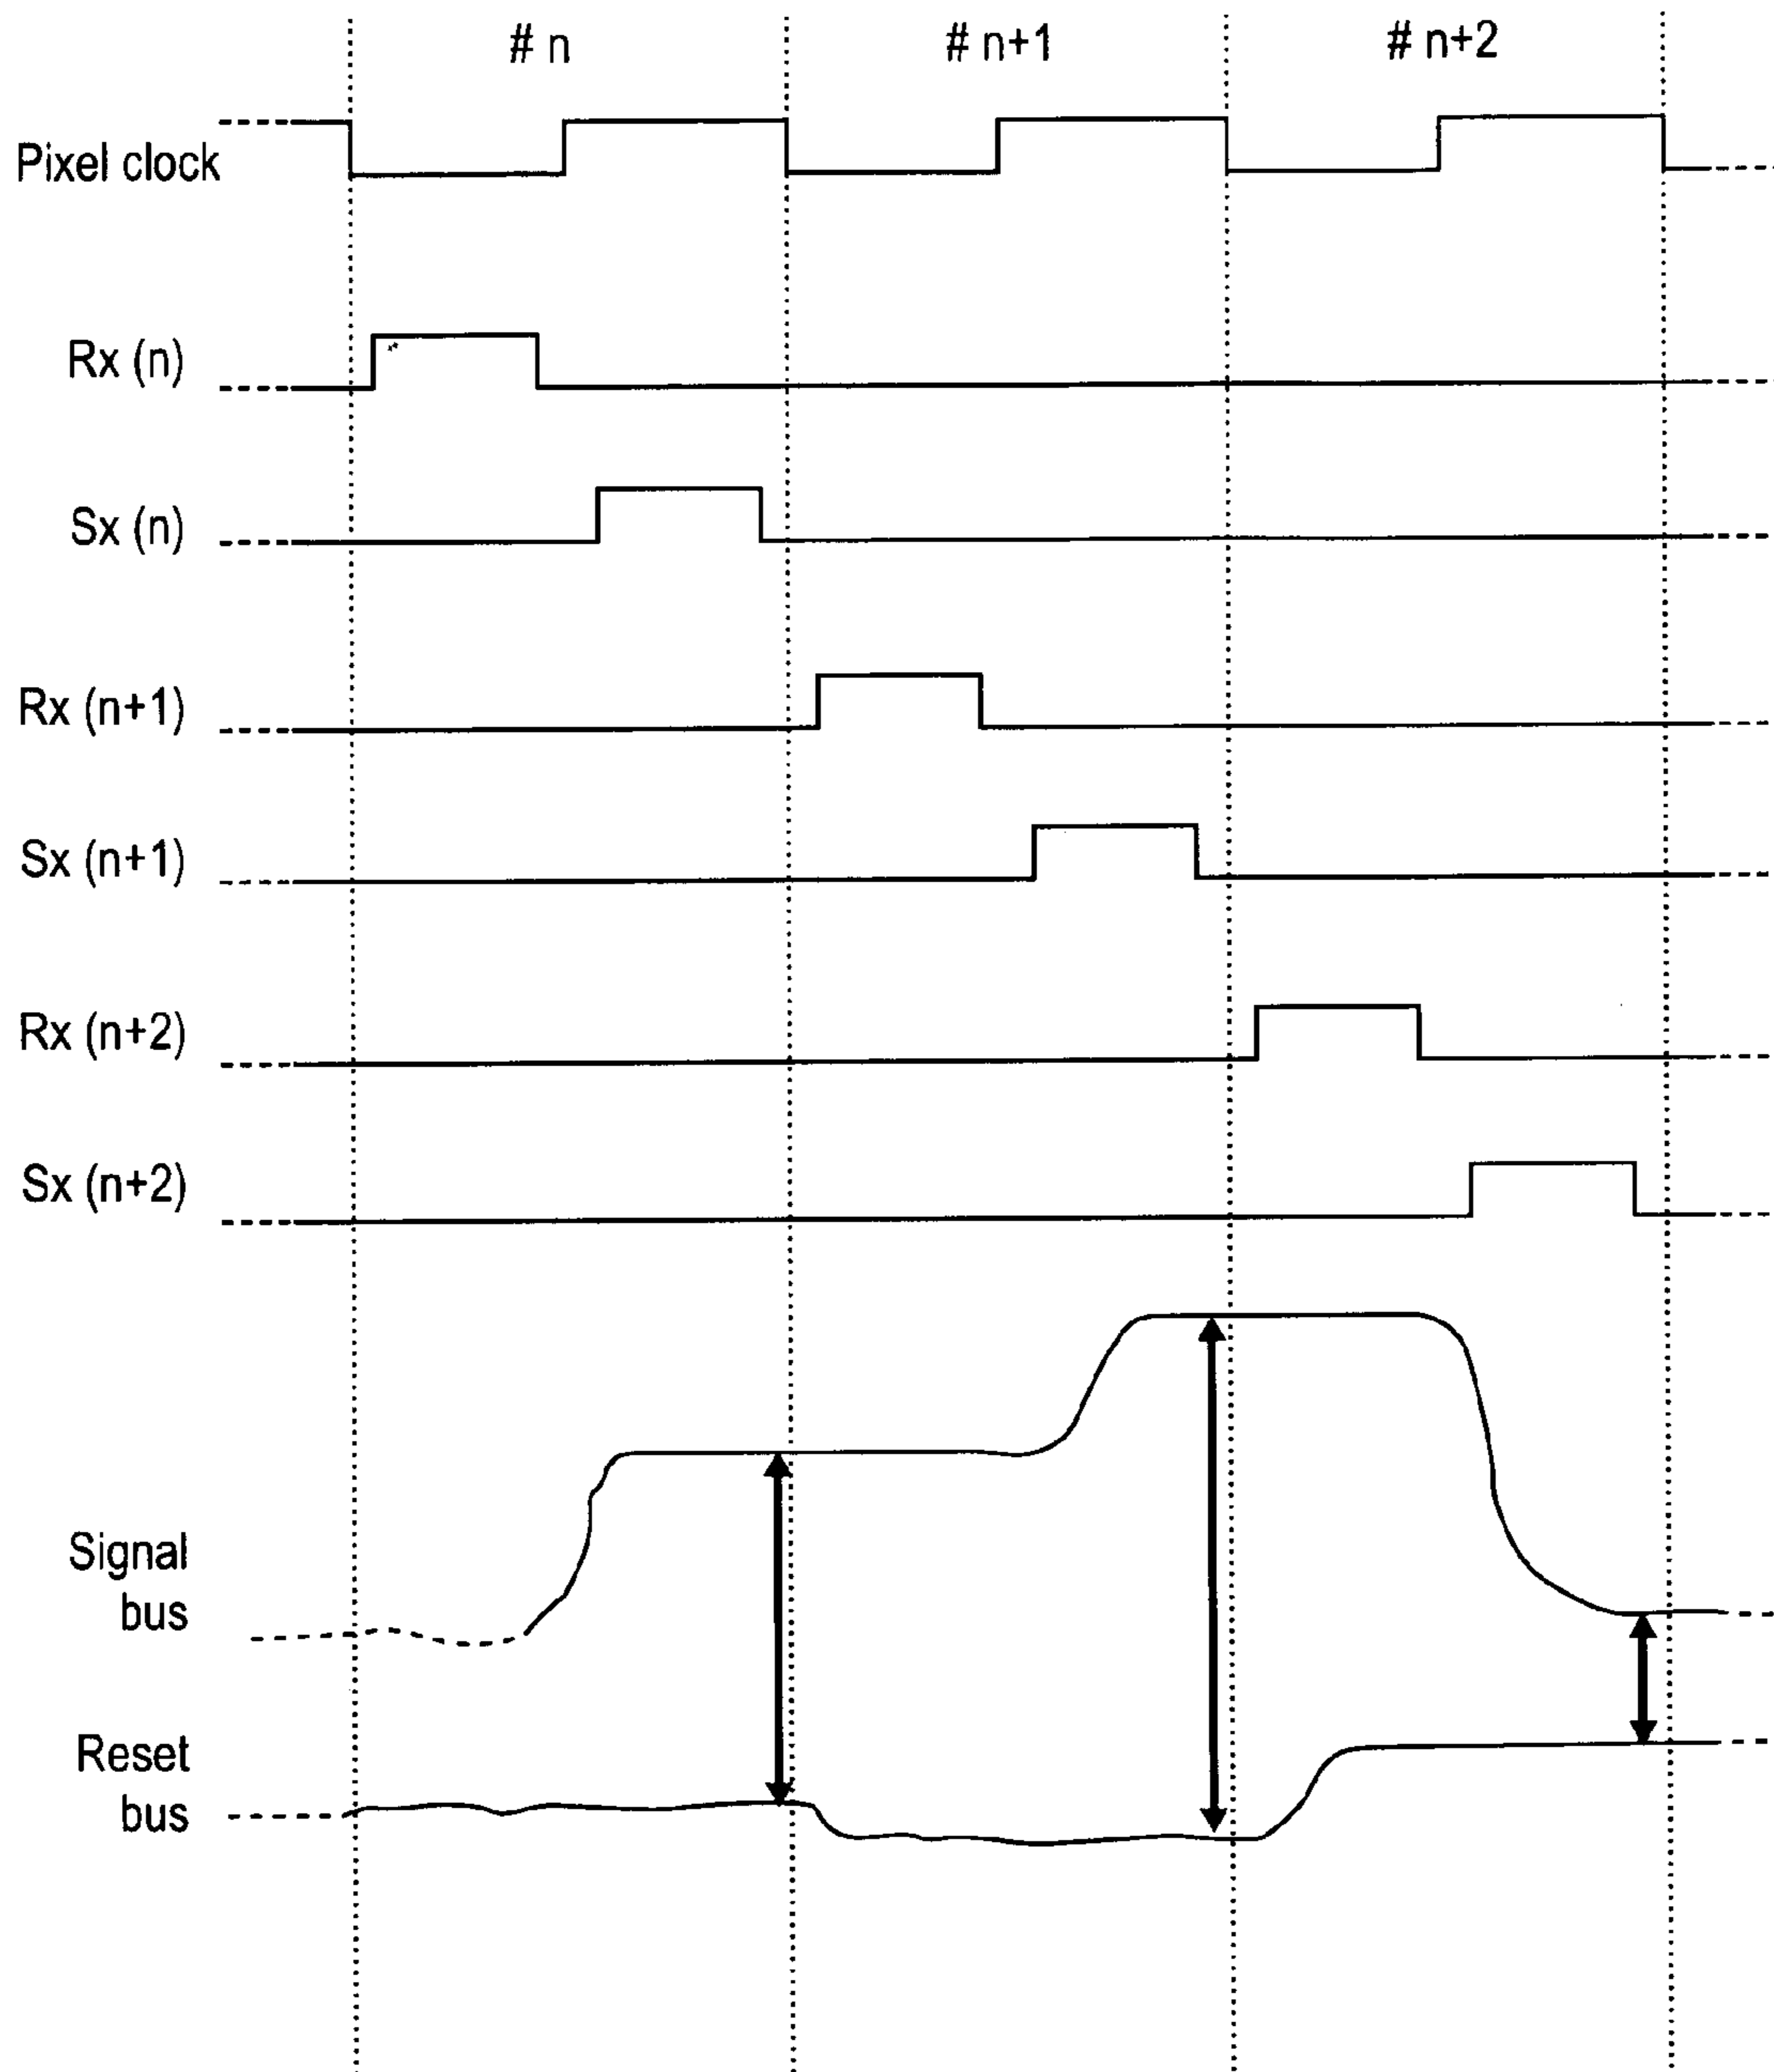 # n
# n+1
# n+2
Pixel clock
Rx (n)
Sx (n)
Rx (n+1)
Sx (n+1)
Rx (n+2)
Sx (n+2)
Signal
bus
Reset
bus